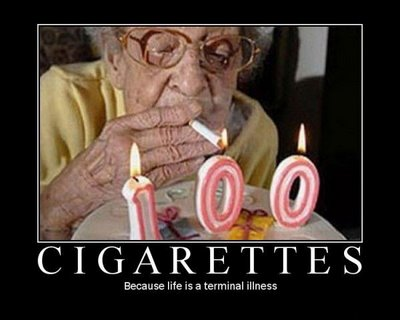 100
CIGARETTES
Because life is a terminal illness